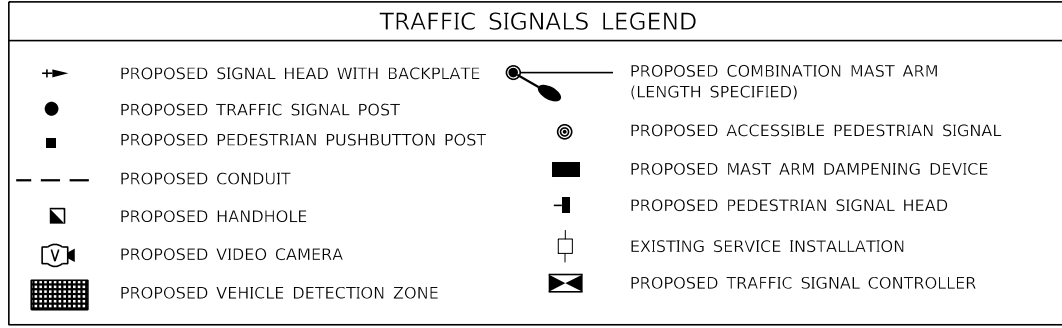 TRAFFIC SIGNALS LEGEND
PROPOSED SIGNAL HEAD WITH BACKPLATE
PROPOSED TRAFFIC SIGNAL POST
PROPOSED PEDESTRIAN PUSHBUTTON POST
PROPOSED CONDUIT
PROPOSED HANDHOLE
V
PROPOSED VIDEO CAMERA
PROPOSED VEHICLE DETECTION ZONE
PROPOSED COMBINATION MAST ARM
(LENGTH SPECIFIED)
PROPOSED ACCESSIBLE PEDESTRIAN SIGNAL
PROPOSED MAST ARM DAMPENING DEVICE
PROPOSED PEDESTRIAN SIGNAL HEAD
EXISTING SERVICE INSTALLATION
PROPOSED TRAFFIC SIGNAL CONTROLLER